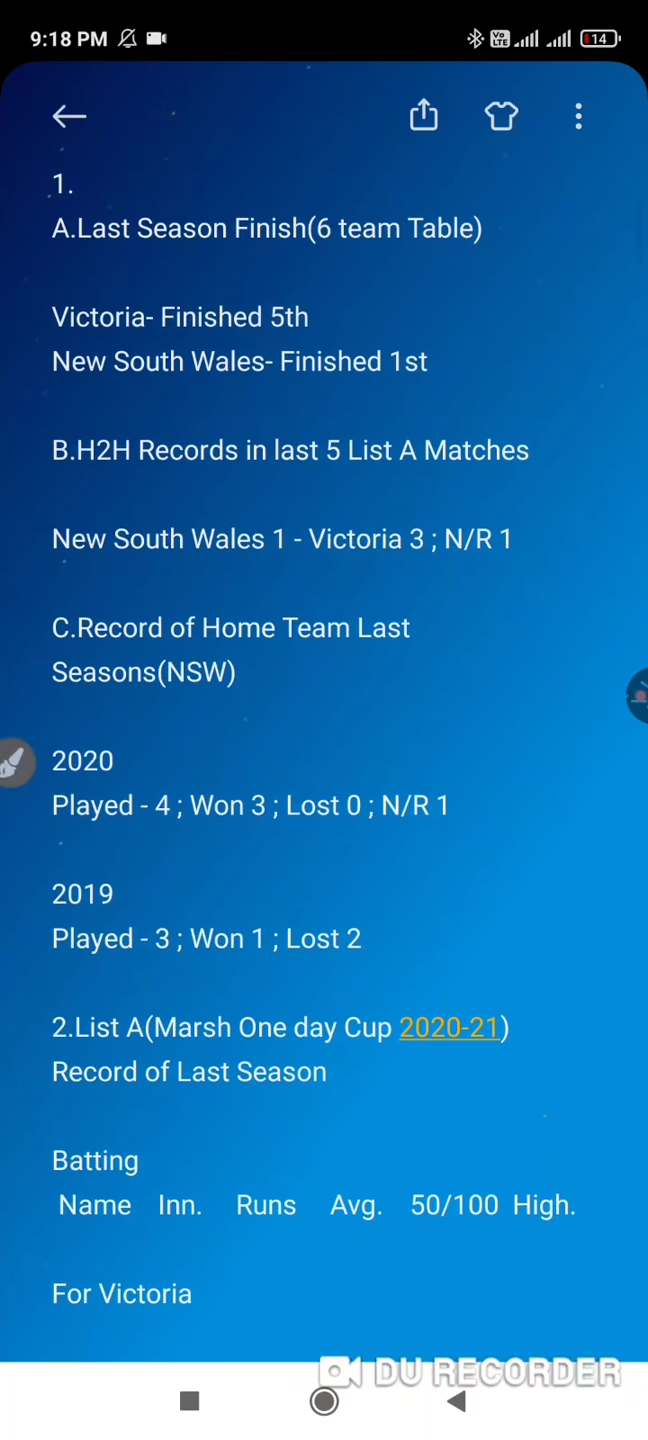 9:18 PM
Vo LTE
14
1.
A.Last Season Finish(6 team Table)
Victoria- Finished 5th
New South Wales- Finished 1st
B.H2H Records in last 5 List A Matches
New South Wales 1 - Victoria 3 ; N/R 1
C.Record of Home Team Last
Seasons(NSW)
2020
Played - 4 ; Won 3 ; Lost 0 ; N/R 1
2019
Played - 3 ; Won 1 ; Lost 2
2.List A(Marsh One day Cup 2020-21)
Record of Last Season
Batting
Name Inn. Runs Avg. 50/100 High.
For Victoria
DU RECORDER